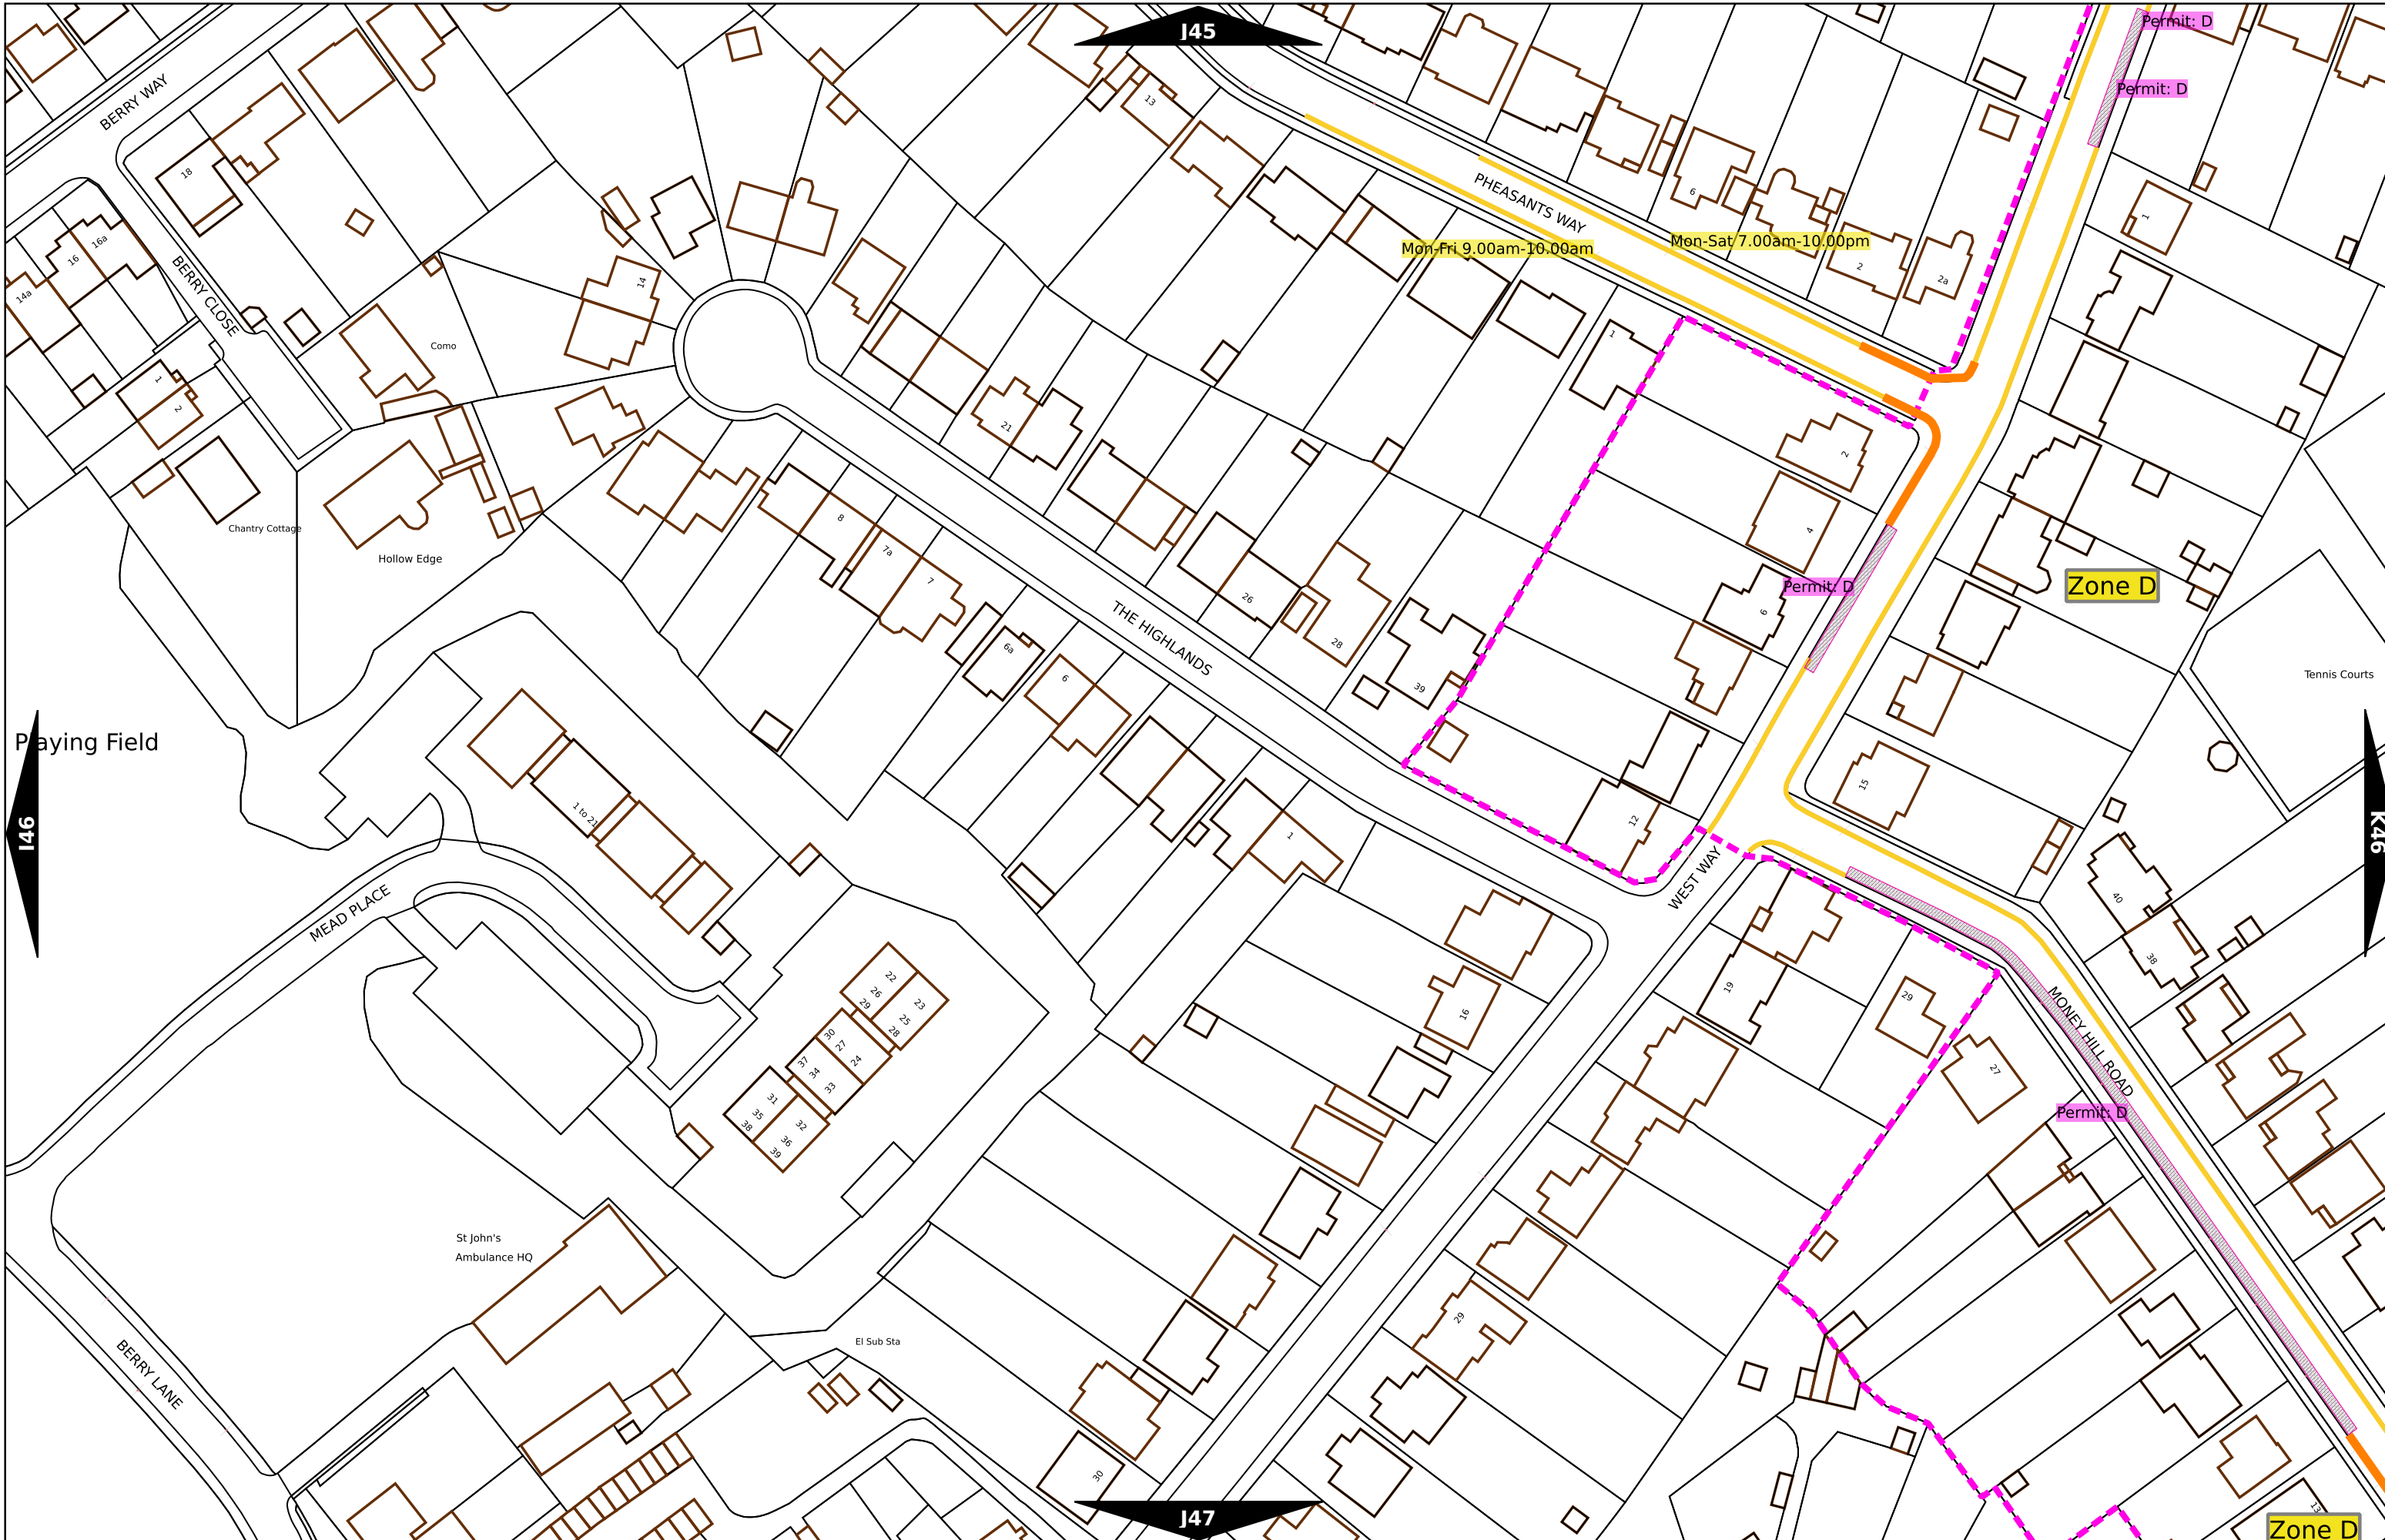 J45
Permit: D
Permit: D
BERRY WAY
13
18
PHEASANTS WAY
6
1
Mon-Fri 9.00am-10.00am
Mon-Sat 7.00am-10.00pm
2
2a
16a
16
14a
BERRY CLOSE
14
Como
1
2
1
21
2
Chantry Cottage
Hollow Edge
8
7a
7
4
Permit: D
Zone D
26
THE HIGHLANDS
28
6
6a
6
39
Tennis Courts
Playing Field
I46
1 to 21
1
12
15
K46
WEST WAY
MEAD PLACE
40
38
22
26
29
23
25
28
30
27
24
37
34
33
31
35
38
32
36
39
16
19
29
27
MONEY HILL ROAD
Permit: D
St John's
Ambulance HQ
29
El Sub Sta
BERRY LANE
30
J47
Zone D